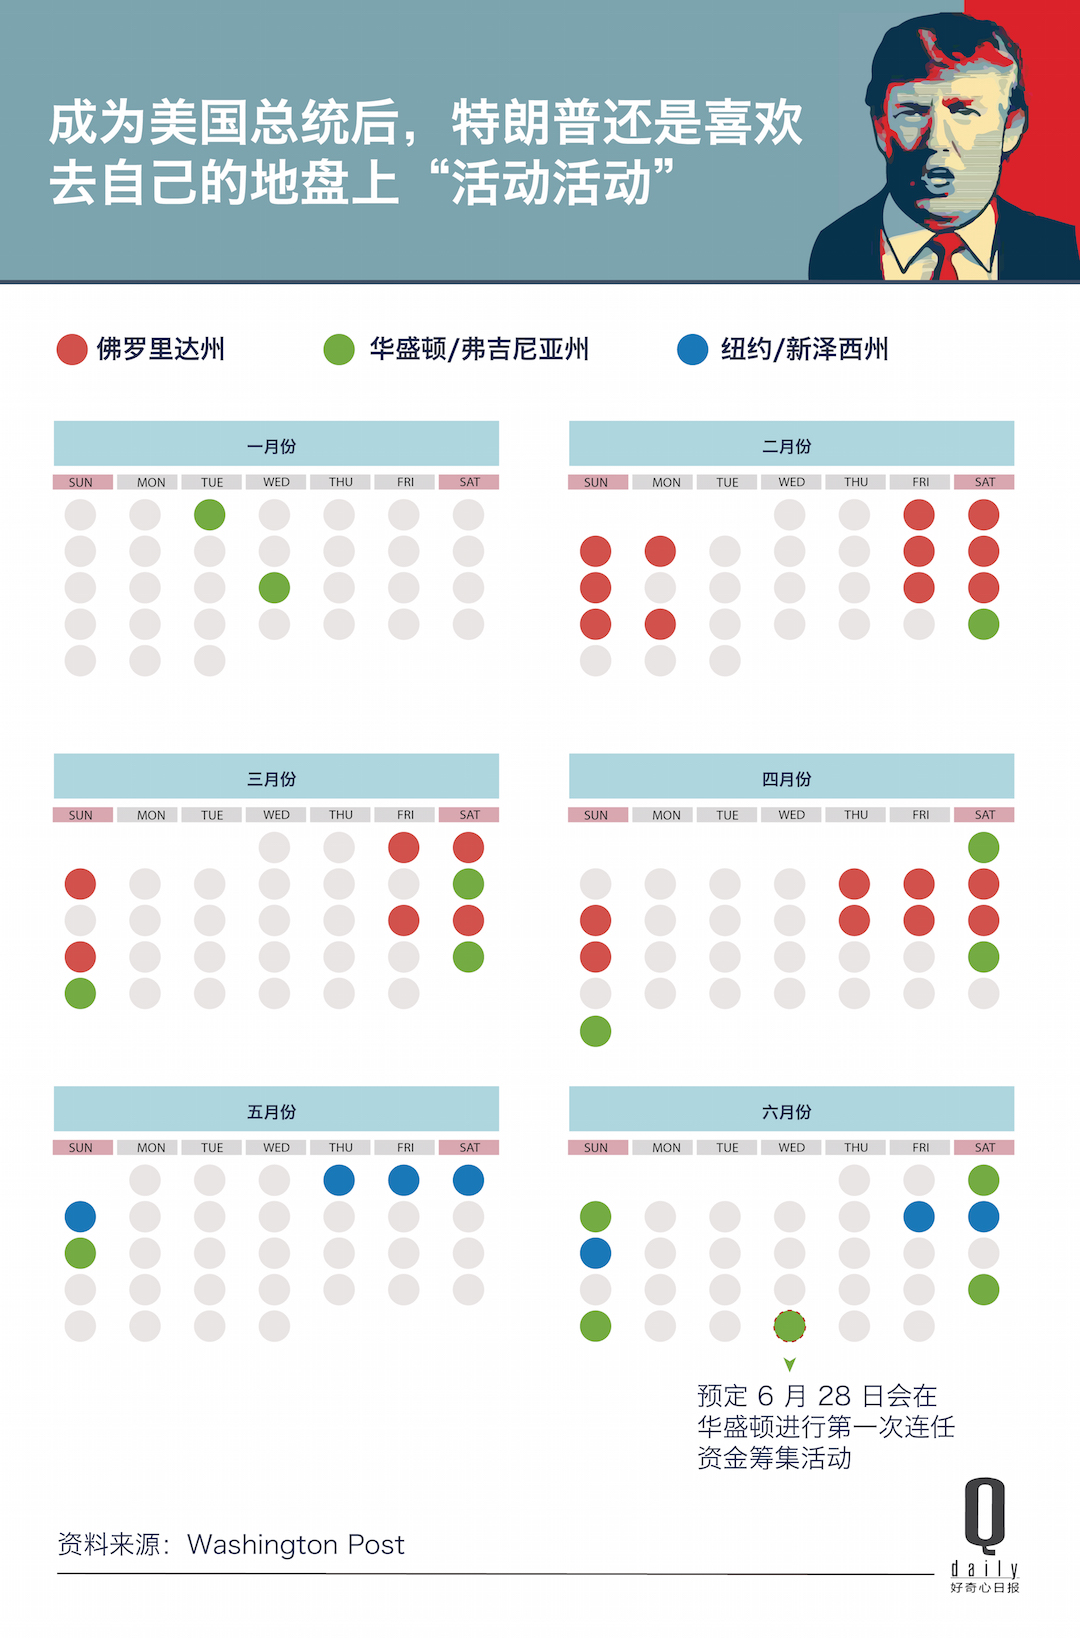 成为美国总统后，特朗普还是喜欢
去自己的地盘上“活动活动”
佛罗里达州 华盛顿/弗吉尼亚州 纽约/新泽西州
一月份
SUN MON TUE WED THU FRI SAT
二月份
SUN MON TUE WED THU FRI SAT
三月份
SUN MON TUE WED THU FRI SAT
四月份
SUN MON TUE WED THU FRI SAT
五月份
SUN MON TUE WED THU FRI SAT
六月份
SUN MON TUE WED THU FRI SAT
预定 6 月 28 日会在
华盛顿进行第一次连任
资金筹集活动
资料来源：Washington Post
Q
daily
好奇心日报